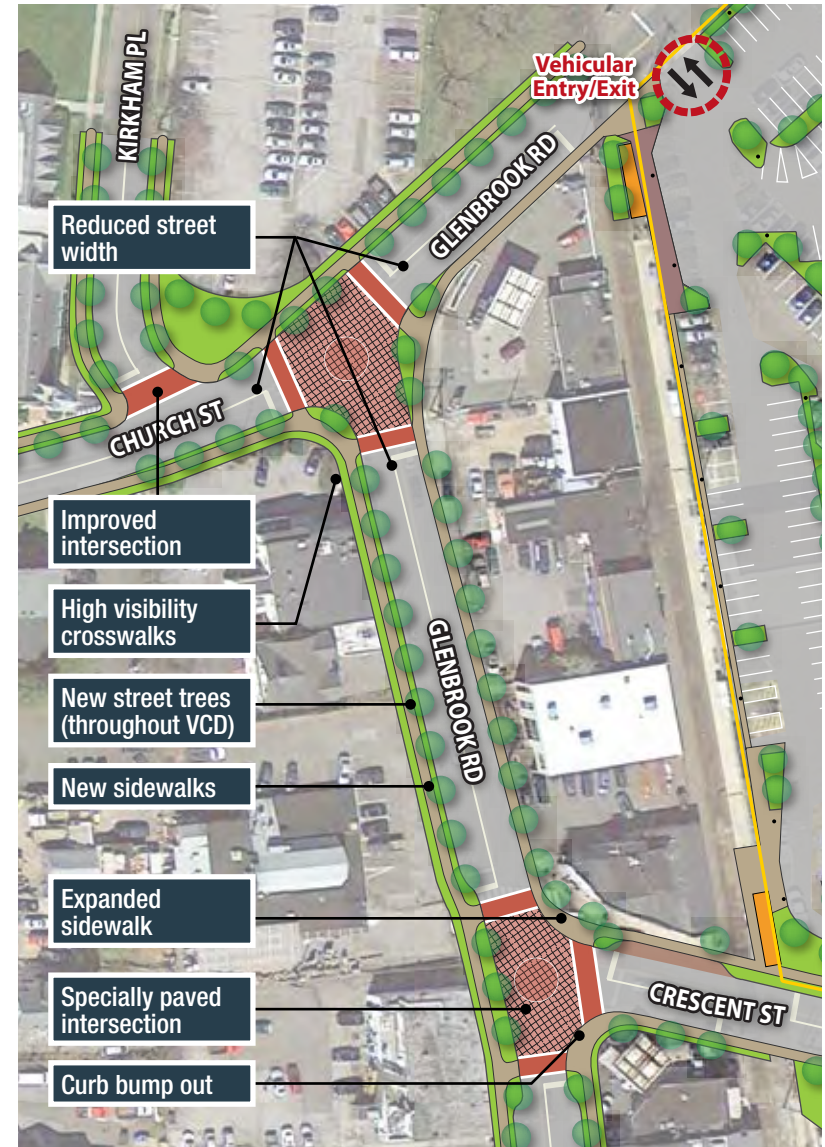 KIRKHAM PL
Vehicular
Entry/Exit
GLENBROOK RD
Reduced street
width
CHURCH ST
Improved
intersection
High visibility
crosswalks
GLENBROOK RD
New street trees
(throughout VCD)
New sidewalks
Expanded
sidewalk
Specially paved
intersection
CRESCENT ST
Curb bump out